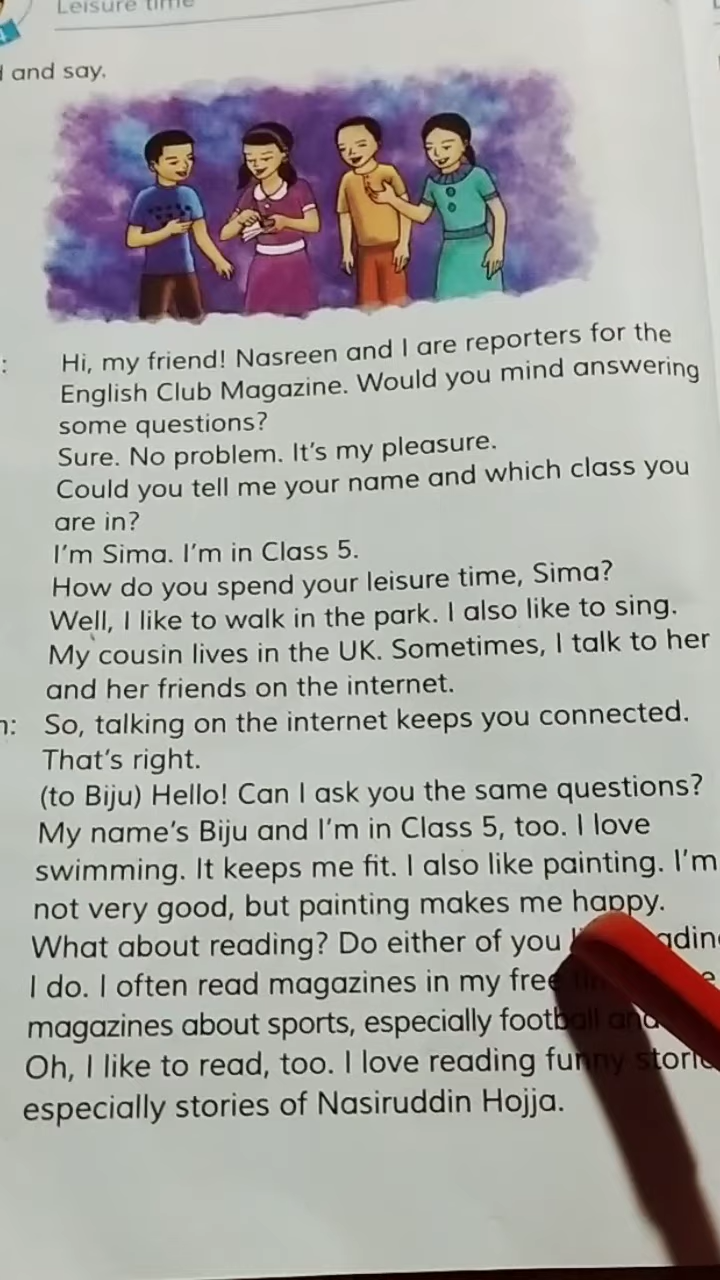 Leisure time
and say.
: Hi, my friend! Nasreen and I are reporters for the
English Club Magazine. Would you mind answering
some questions?
Sure. No problem. It's my pleasure.
Could you tell me your name and which class you
are in?
I'm Sima. I'm in Class 5.
How do you spend your leisure time, Sima?
Well, I like to walk in the park. I also like to sing.
My cousin lives in the UK. Sometimes, I talk to her
and her friends on the internet.
n: So, talking on the internet keeps you connected.
That's right.
(to Biju) Hello! Can I ask you the same questions?
My name's Biju and I'm in Class 5, too. I love
swimming. It keeps me fit. I also like painting. I'm
not very good, but painting makes me happy.
What about reading? Do either of you
I do. I often read magazines in my free
magazines about sports, especially football and
Oh, I like to read, too. I love reading funny
especially stories of Nasiruddin Hojja.